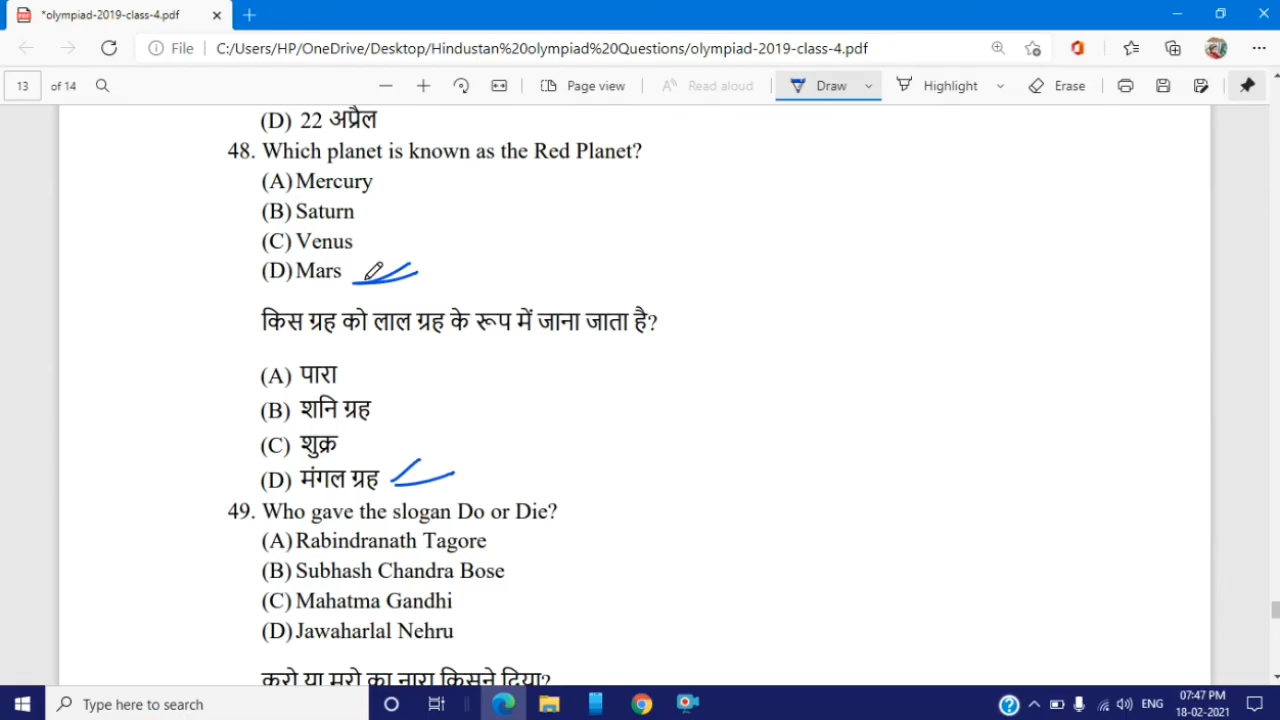 *olympiad-2019-class-4.pdf
File C:/Users/HP/OneDrive/Desktop/Hindustan%20olympiad%20Questions/olympiad-2019-class-4.pdf
13 of 14 Page view Read aloud Draw Highlight Erase
(D) 22 अप्रैल
48. Which planet is known as the Red Planet?
(A) Mercury
(B) Saturn
(C) Venus
(D) Mars
किस ग्रह को लाल ग्रह के रूप में जाना जाता है?
(A) पारा
(B) शनि ग्रह
(C) शुक्र
(D) मंगल ग्रह
49. Who gave the slogan Do or Die?
(A) Rabindranath Tagore
(B) Subhash Chandra Bose
(C) Mahatma Gandhi
(D) Jawaharlal Nehru
करो या मरो का नारा किसने दिया?
Type here to search
ENG
07:47 PM
18-02-2021